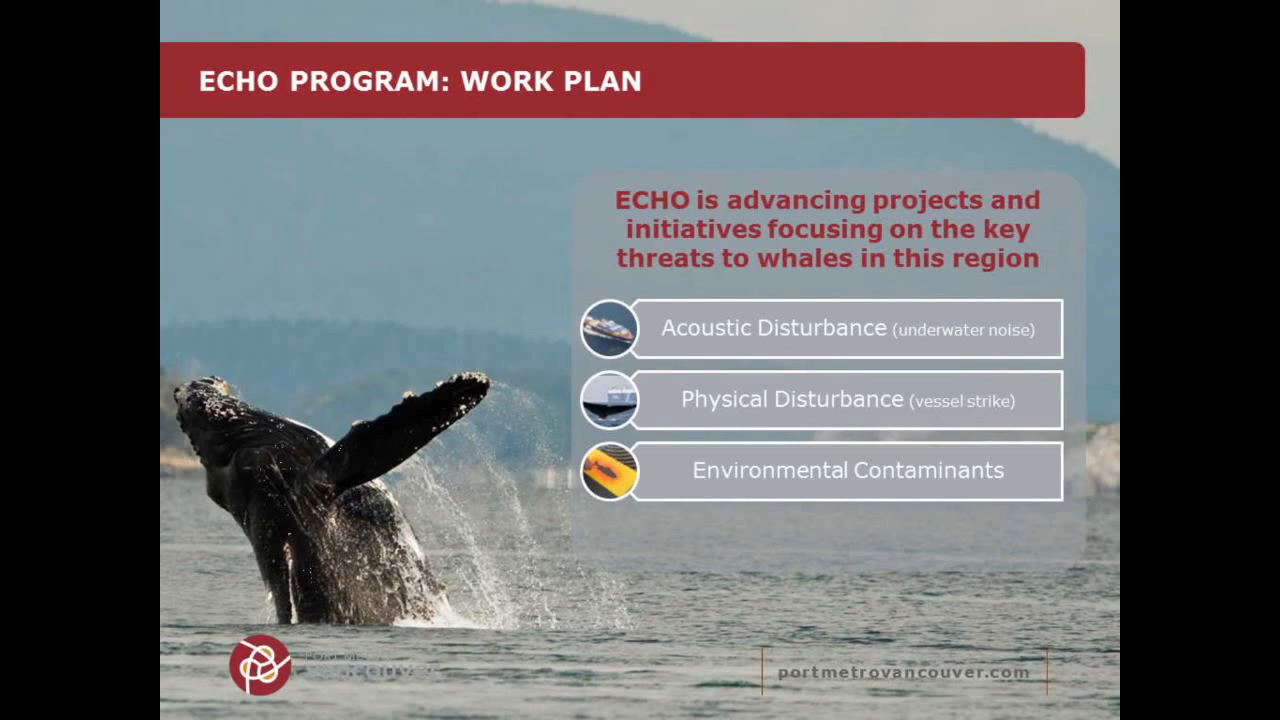 ECHO PROGRAM: WORK PLAN
ECHO is advancing projects and
initiatives focusing on the key
threats to whales in this region
Acoustic Disturbance (underwater noise)
Physical Disturbance (vessel strike)
Environmental Contaminants
portmetrovancouver.com